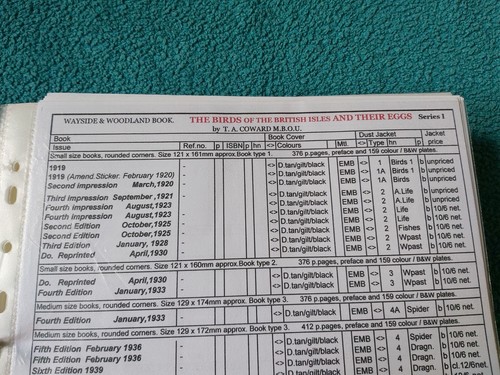 WAYSIDE & WOODLAND BOOK. THE BIRDS OF THE BRITISH ISLES AND THEIR EGGS Series 1
by T. A. COWARD M.B.O.U.
Book Book Cover Dust Jacket Jacket
Issue Ref.no. p ISBN p hn <> Colours Mtl. <> Type hn price
Small size books, rounded corners. Size 121 x 161mm approx.Book type 1. 376 p.pages, preface and 159 colour / B&W plates.
1919 - <> D.tan/gilt/black EMB <> 1 Birds 1 b unpriced
1919 (Amend.Sticker. February 1920) - <> D.tan/gilt/black EMB <> 1A Birds 1 b unpriced
Second impression March,1920 - <> D.tan/gilt/black EMB <> 1A Birds 1 b unpriced
Third impression September,1921 - <> D.tan/gilt/black EMB <> 2 A.Life b unpriced
Fourth impression August,1923 - <> D.tan/gilt/black EMB <> 2 A.Life b 10/6 net.
Fourth impression August,1923 - <> D.tan/gilt/black EMB <> 2 Life b 10/6 net.
Second Edition October,1925 - <> D.tan/gilt/black EMB <> 2 Life b 10/6 net.
Second Edition October,1925 - <> D.tan/gilt/black EMB <> 2 Fishes b 10/6 net.
Third Edition January,1928 - <> D.tan/gilt/black EMB <> 2 Wpast b 10/6 net.
Do. Reprinted April,1930 - <> D.tan/gilt/black EMB <> 2 Wpast b 10/6 net.
Small size books, rounded corners. Size 121 x 160mm approx.Book type 2. 376 p.pages, preface and 159 colour / B&W plates.
Do. Reprinted April,1930 - <> D.tan/gilt/black EMB <> 3 Wpast b 10/6 net.
Fourth Edition January,1933 - <> D.tan/gilt/black EMB <> 3 Wpast b 10/6 net.
Medium size books, rounded corners. Size 129 x 174mm approx. Book type 3. 376 p.pages, preface and 159 colour / B&W plates.
Fourth Edition January,1933 - <> D.tan/gilt/black EMB <> 4A Spider b 10/6 net.
Medium size books, rounded corners. Size 129 x 172mm approx.Book type 3. 412 p.pages, preface and 159 colour / B&W plates.
Fifth Edition February 1936 - <> D.tan/gilt/black EMB <> 4 Spider b 10/6 net.
Fifth Edition February 1936 - <> D.tan/gilt/black EMB <> 4 Dragn. b 10/6 net.
Sixth Edition 1939 - <> D.tan/gilt/black EMB <> 4 Dragn. b cl.12/6net.